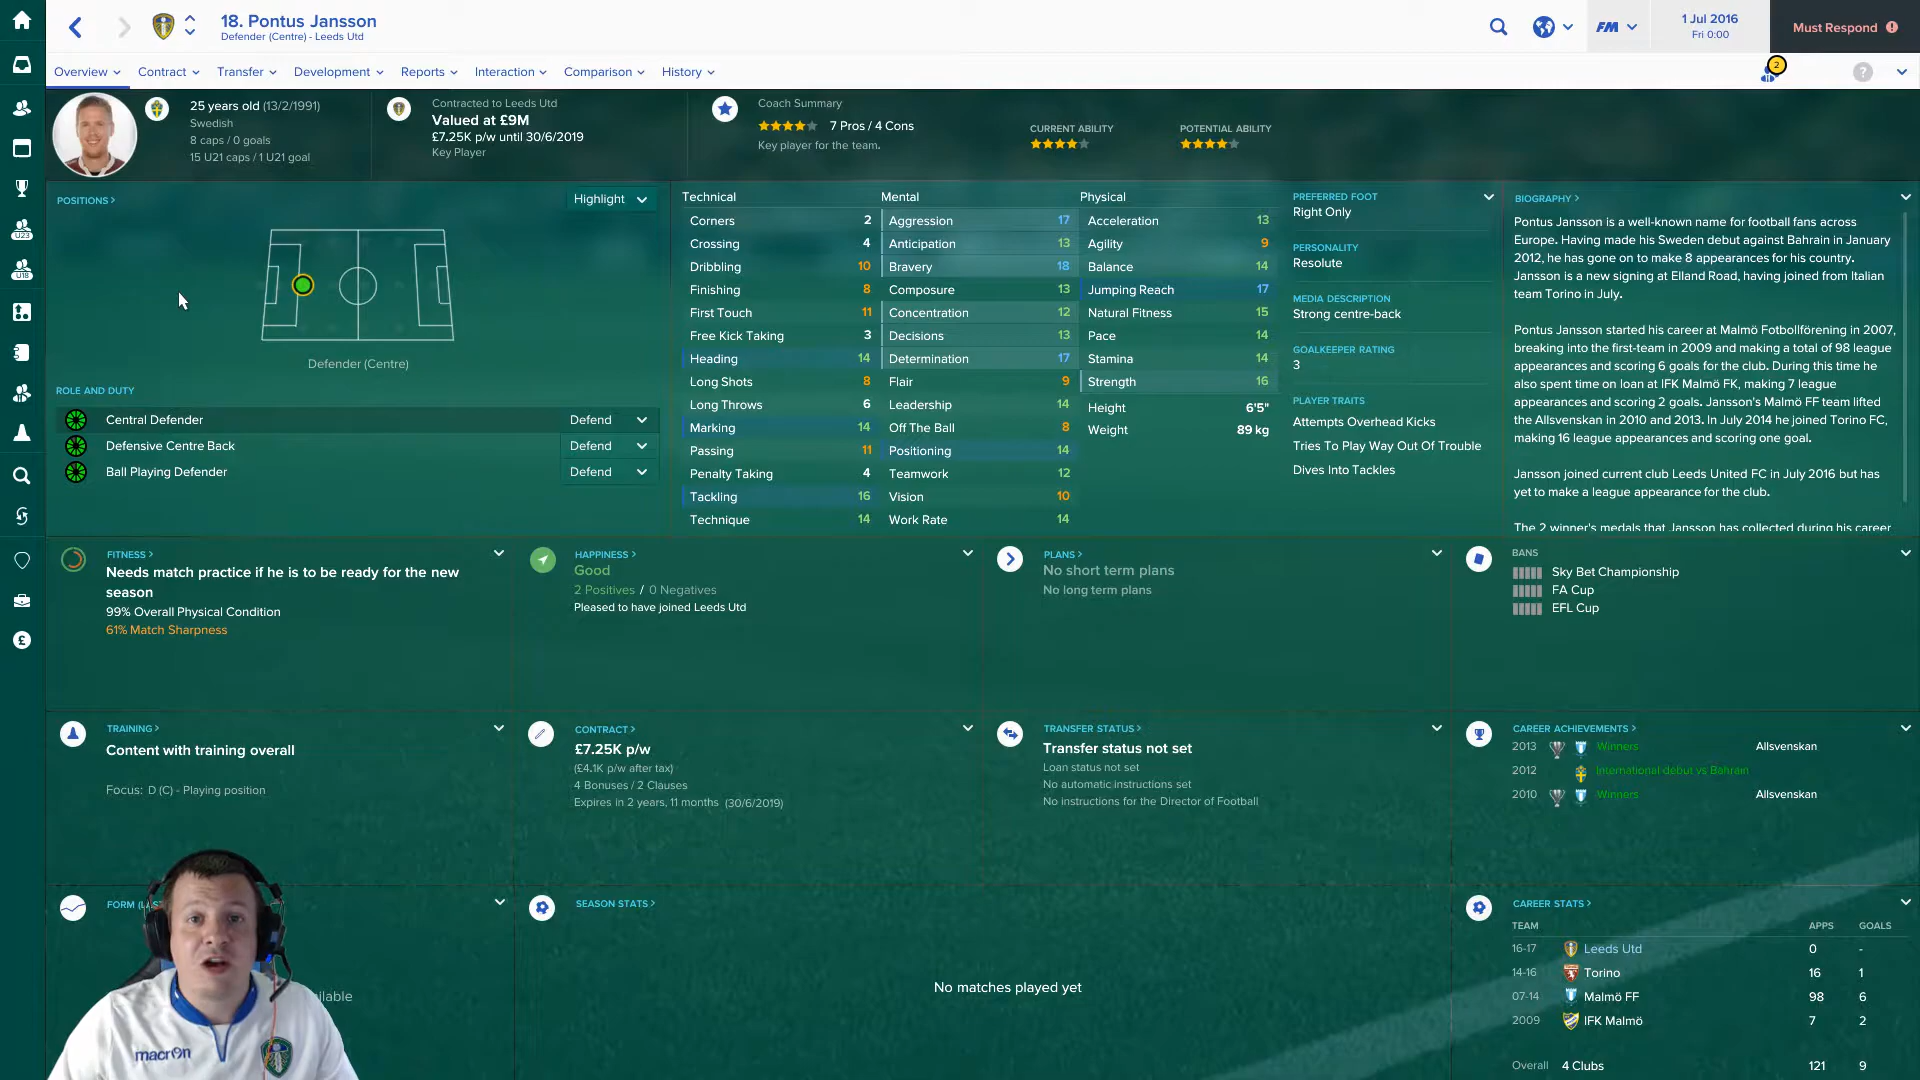 18. Pontus Jansson
Defender (Centre) - Leeds Utd
FM
1 Jul 2016
Fri 0:00
Must Respond
Overview
Contract
Transfer
Development
Reports
Interaction
Comparison
History
2
?
25 years old (13/2/1991)
Swedish
8 caps / 0 goals
15 U21 caps / 1 U21 goal
Contracted to Leeds Utd
Valued at £9M
£7.25K p/w until 30/6/2019
Key Player
Coach Summary
7 Pros / 4 Cons
Key player for the team.
CURRENT ABILITY
POTENTIAL ABILITY
U23
U18
POSITIONS >
Highlight
Defender (Centre)
ROLE AND DUTY
Central Defender Defend
Defensive Centre Back Defend
Ball Playing Defender Defend
Technical
Corners 2
Crossing 4
Dribbling 10
Finishing 8
First Touch 11
Free Kick Taking 3
Heading 14
Long Shots 8
Long Throws 6
Marking 14
Passing 11
Penalty Taking 4
Tackling 16
Technique 14
Mental
Aggression 17
Anticipation 13
Bravery 18
Composure 13
Concentration 12
Decisions 13
Determination 17
Flair 9
Leadership 14
Off The Ball 8
Positioning 14
Teamwork 12
Vision 10
Work Rate 14
Physical
Acceleration 13
Agility 9
Balance 14
Jumping Reach 17
Natural Fitness 15
Pace 14
Stamina 14
Strength 16
Height 6'5"
Weight 89 kg
PREFERRED FOOT
Right Only
PERSONALITY
Resolute
MEDIA DESCRIPTION
Strong centre-back
GOALKEEPER RATING
3
PLAYER TRAITS
Attempts Overhead Kicks
Tries To Play Way Out Of Trouble
Dives Into Tackles
BIOGRAPHY >
Pontus Jansson is a well-known name for football fans across
Europe. Having made his Sweden debut against Bahrain in January
2012, he has gone on to make 8 appearances for his country.
Jansson is a new signing at Elland Road, having joined from Italian
team Torino in July.
Pontus Jansson started his career at Malmö Fotbollförening in 2007,
breaking into the first-team in 2009 and making a total of 98 league
appearances and scoring 6 goals for the club. During this time he
also spent time on loan at IFK Malmö FK, making 7 league
appearances and scoring 2 goals. Jansson's Malmö FF team lifted
the Allsvenskan in 2010 and 2013. In July 2014 he joined Torino FC,
making 16 league appearances and scoring one goal.
Jansson joined current club Leeds United FC in July 2016 but has
yet to make a league appearance for the club.
The 2 winner's medals that Jansson has collected during his career
FITNESS >
Needs match practice if he is to be ready for the new
season
99% Overall Physical Condition
61% Match Sharpness
HAPPINESS >
Good
2 Positives / 0 Negatives
Pleased to have joined Leeds Utd
PLANS >
No short term plans
No long term plans
BANS
Sky Bet Championship
FA Cup
EFL Cup
TRAINING >
Content with training overall
Focus: D (C) - Playing position
CONTRACT >
£7.25K p/w
(£4.1K p/w after tax)
4 Bonuses / 2 Clauses
Expires in 2 years, 11 months (30/6/2019)
TRANSFER STATUS >
Transfer status not set
Loan status not set
No automatic instructions set
No instructions for the Director of Football
CAREER ACHIEVEMENTS >
2013 Winners Allsvenskan
2012 International debut vs Bahrain
2010 Winners Allsvenskan
FORM
SEASON STATS >
No matches played yet
CAREER STATS >
TEAM APPS GOALS
16-17 Leeds Utd 0 -
14-16 Torino 16 1
07-14 Malmö FF 98 6
2009 IFK Malmö 7 2
Overall 4 Clubs 121 9
macron